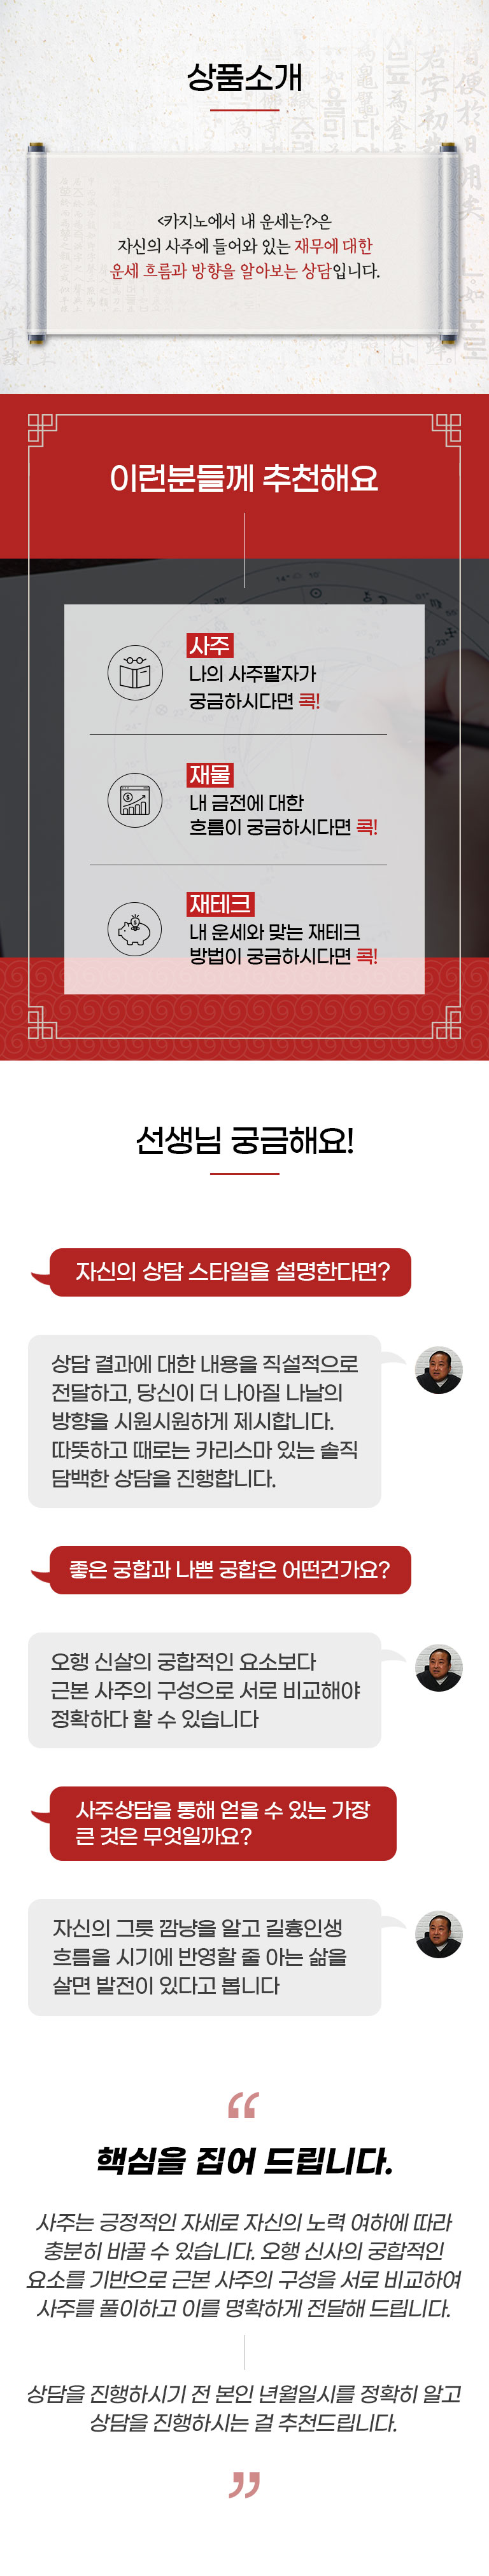 상품소개
<카지노에서 내 운세는?>은
자신의 사주에 들어와 있는 재무에 대한
운세 흐름과 방향을 알아보는 상담입니다.
이런분들께 추천해요
사주
나의 사주팔자가
궁금하시다면 콕!
재물
내 금전에 대한
흐름이 궁금하시다면 콕!
재테크
내 운세와 맞는 재테크
방법이 궁금하시다면 콕!
선생님 궁금해요!
자신의 상담 스타일을 설명한다면?
상담 결과에 대한 내용을 직설적으로
전달하고, 당신이 더 나아질 나날의
방향을 시원시원하게 제시합니다.
따뜻하고 때로는 카리스마 있는 솔직
담백한 상담을 진행합니다.
좋은 궁합과 나쁜 궁합은 어떤건가요?
오행 신살의 궁합적인 요소보다
근본 사주의 구성으로 서로 비교해야
정확하다 할 수 있습니다
사주상담을 통해 얻을 수 있는 가장
큰 것은 무엇일까요?
자신의 그릇 깜냥을 알고 길흉인생
흐름을 시기에 반영할 줄 아는 삶을
살면 발전이 있다고 봅니다
“
핵심을 집어 드립니다.
사주는 긍정적인 자세로 자신의 노력 여하에 따라
충분히 바꿀 수 있습니다. 오행 신사의 궁합적인
요소를 기반으로 근본 사주의 구성을 서로 비교하여
사주를 풀이하고 이를 명확하게 전달해 드립니다.
상담을 진행하시기 전 본인 년월일시를 정확히 알고
상담을 진행하시는 걸 추천드립니다.
”